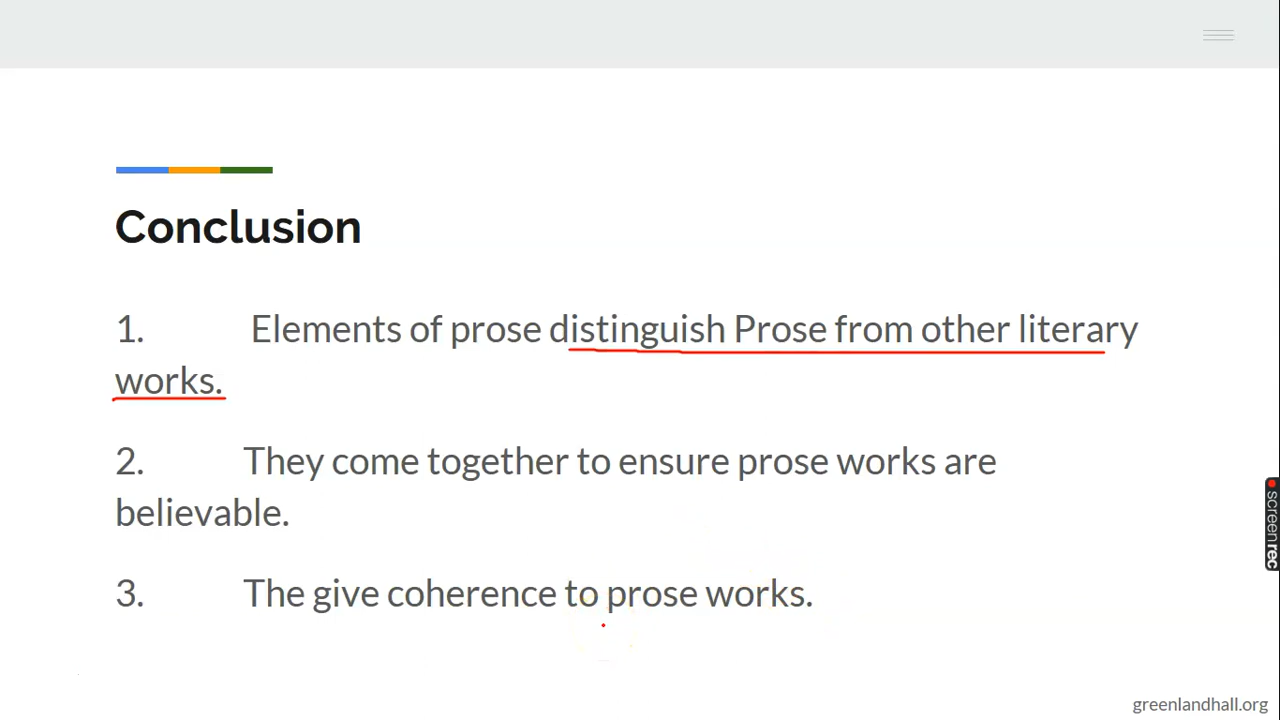 Conclusion
1. Elements of prose distinguish Prose from other literary
works.
2. They come together to ensure prose works are
believable.
3. The give coherence to prose works.
screenrec
greenlandhall.org